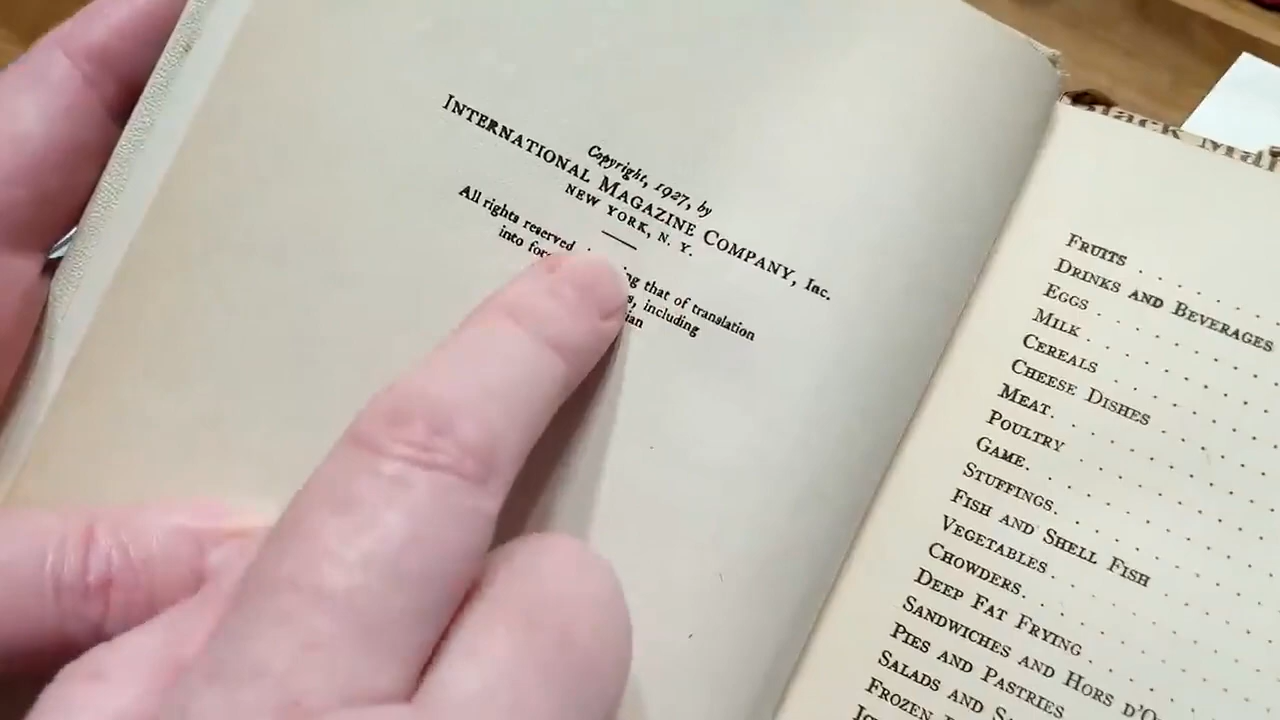 Copyright, 1927, by
INTERNATIONAL MAGAZINE COMPANY, Inc.
NEW YORK, N. Y.
All rights reserved that of translation
into including
Black
FRUITS
DRINKS AND BEVERAGES
EGGS
MILK
CEREALS
CHEESE DISHES
MEAT
POULTRY
GAME
STUFFINGS
FISH AND SHELL FISH
VEGETABLES
CHOWDERS
DEEP FAT FRYING
SANDWICHES AND HORS
PIES AND PASTRIES
SALADS AND
FROZEN